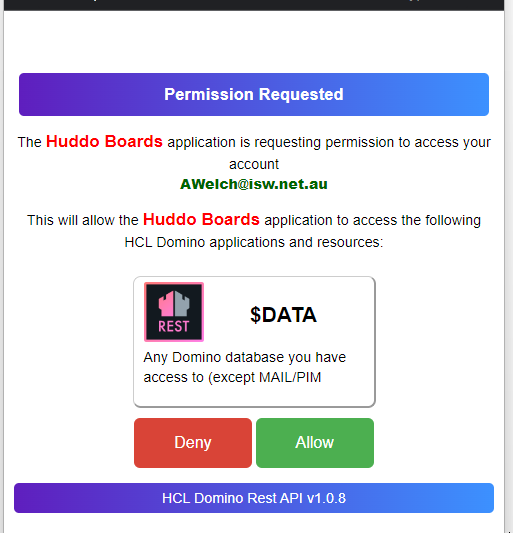 Permission Requested
The Huddo Boards application is requesting permission to access your
account
AWelch@isw.net.au
This will allow the Huddo Boards application to access the following
HCL Domino applications and resources:
REST
$DATA
Any Domino database you have
access to (except MAIL/PIM
Deny
Allow
HCL Domino Rest API v1.0.8